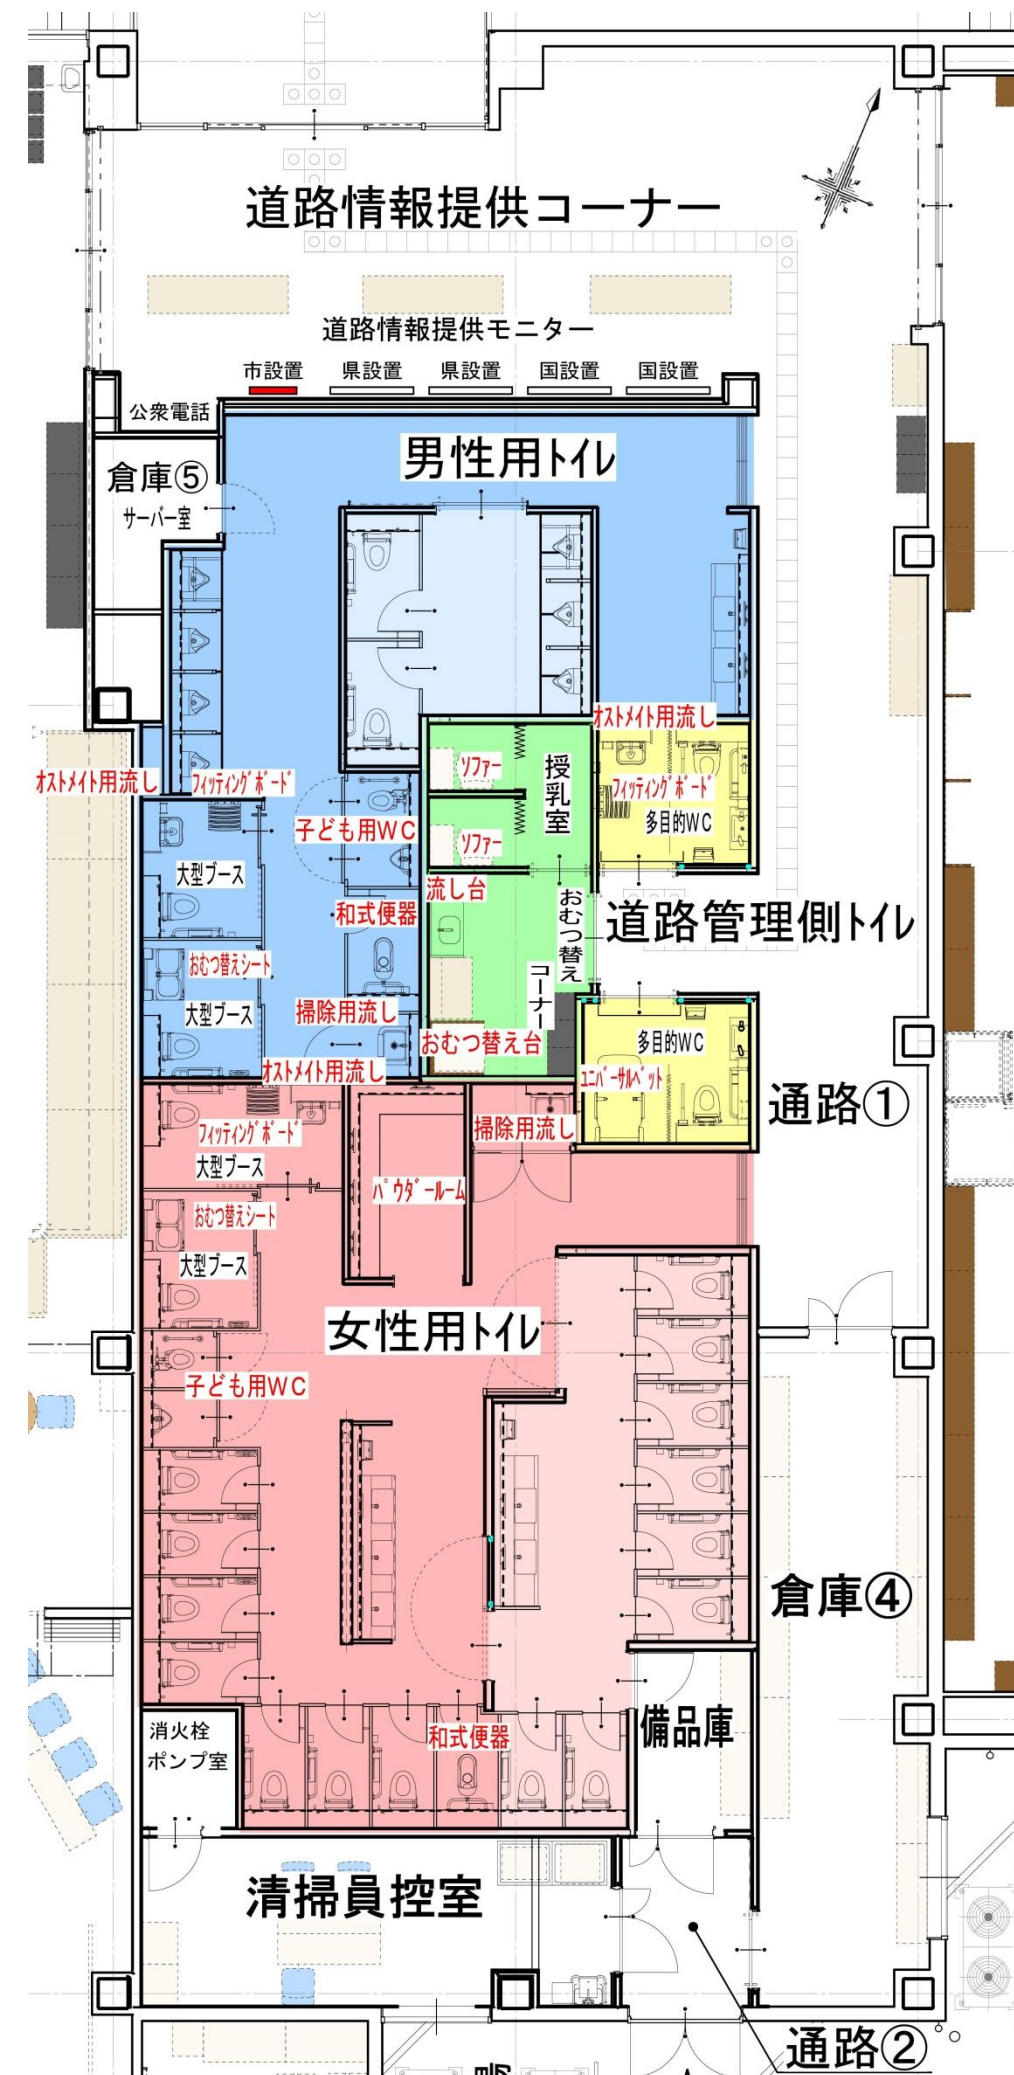 道路情報提供コーナー
道路情報提供モニター
市設置
県設置
県設置
国設置
国設置
公衆電話
男性用トイレ
倉庫⑤
サーバー室
オストメイト用流し
オストメイト用流し
フィッティングボード
ソファー
授乳室
フィッティングボード
多目的WC
子ども用WC
ソファー
大型ブース
流し台
和式便器
おむつ替え
コーナー
道路管理側トイレ
おむつ替えシート
大型ブース
掃除用流し
おむつ替え台
多目的WC
オストメイト用流し
ユニバーサルベット
通路①
フィッティングボード
大型ブース
掃除用流し
パウダールーム
おむつ替えシート
大型ブース
女性用トイレ
子ども用WC
倉庫④
消火栓
ポンプ室
和式便器
備品庫
清掃員控室
通路②